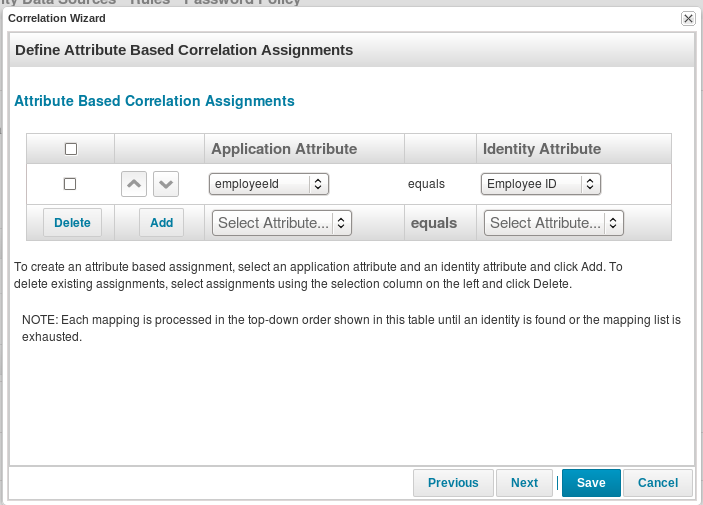 ity Data Sources Rules Password Policy
Correlation Wizard
Define Attribute Based Correlation Assignments
Attribute Based Correlation Assignments
Application Attribute Identity Attribute
employeeId equals Employee ID
Delete Add Select Attribute... equals Select Attribute...
To create an attribute based assignment, select an application attribute and an identity attribute and click Add. To
delete existing assignments, select assignments using the selection column on the left and click Delete.
NOTE: Each mapping is processed in the top-down order shown in this table until an identity is found or the mapping list is
exhausted.
Previous Next | Save Cancel